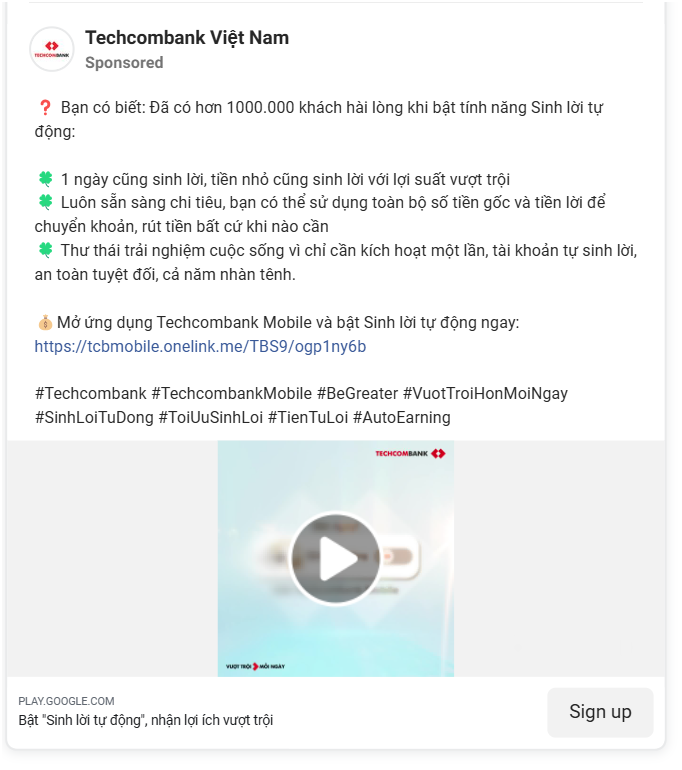 TECHCOMBANK
Techcombank Việt Nam
Sponsored
❓ Bạn có biết: Đã có hơn 1000.000 khách hài lòng khi bật tính năng Sinh lời tự
động:
🍀 1 ngày cũng sinh lời, tiền nhỏ cũng sinh lời với lợi suất vượt trội
🍀 Luôn sẵn sàng chi tiêu, bạn có thể sử dụng toàn bộ số tiền gốc và tiền lời để
chuyển khoản, rút tiền bất cứ khi nào cần
🍀 Thư thái trải nghiệm cuộc sống vì chỉ cần kích hoạt một lần, tài khoản tự sinh lời,
an toàn tuyệt đối, cả năm nhàn tênh.
💰Mở ứng dụng Techcombank Mobile và bật Sinh lời tự động ngay:
https://tcbmobile.onelink.me/TBS9/ogp1ny6b
#Techcombank #TechcombankMobile #BeGreater #VuotTroiHonMoiNgay
#SinhLoiTuDong #ToiUuSinhLoi #TienTuLoi #AutoEarning
TECHCOMBANK
VƯỢT TRỘI MỖI NGÀY
PLAY.GOOGLE.COM
Bật "Sinh lời tự động", nhận lợi ích vượt trội
Sign up